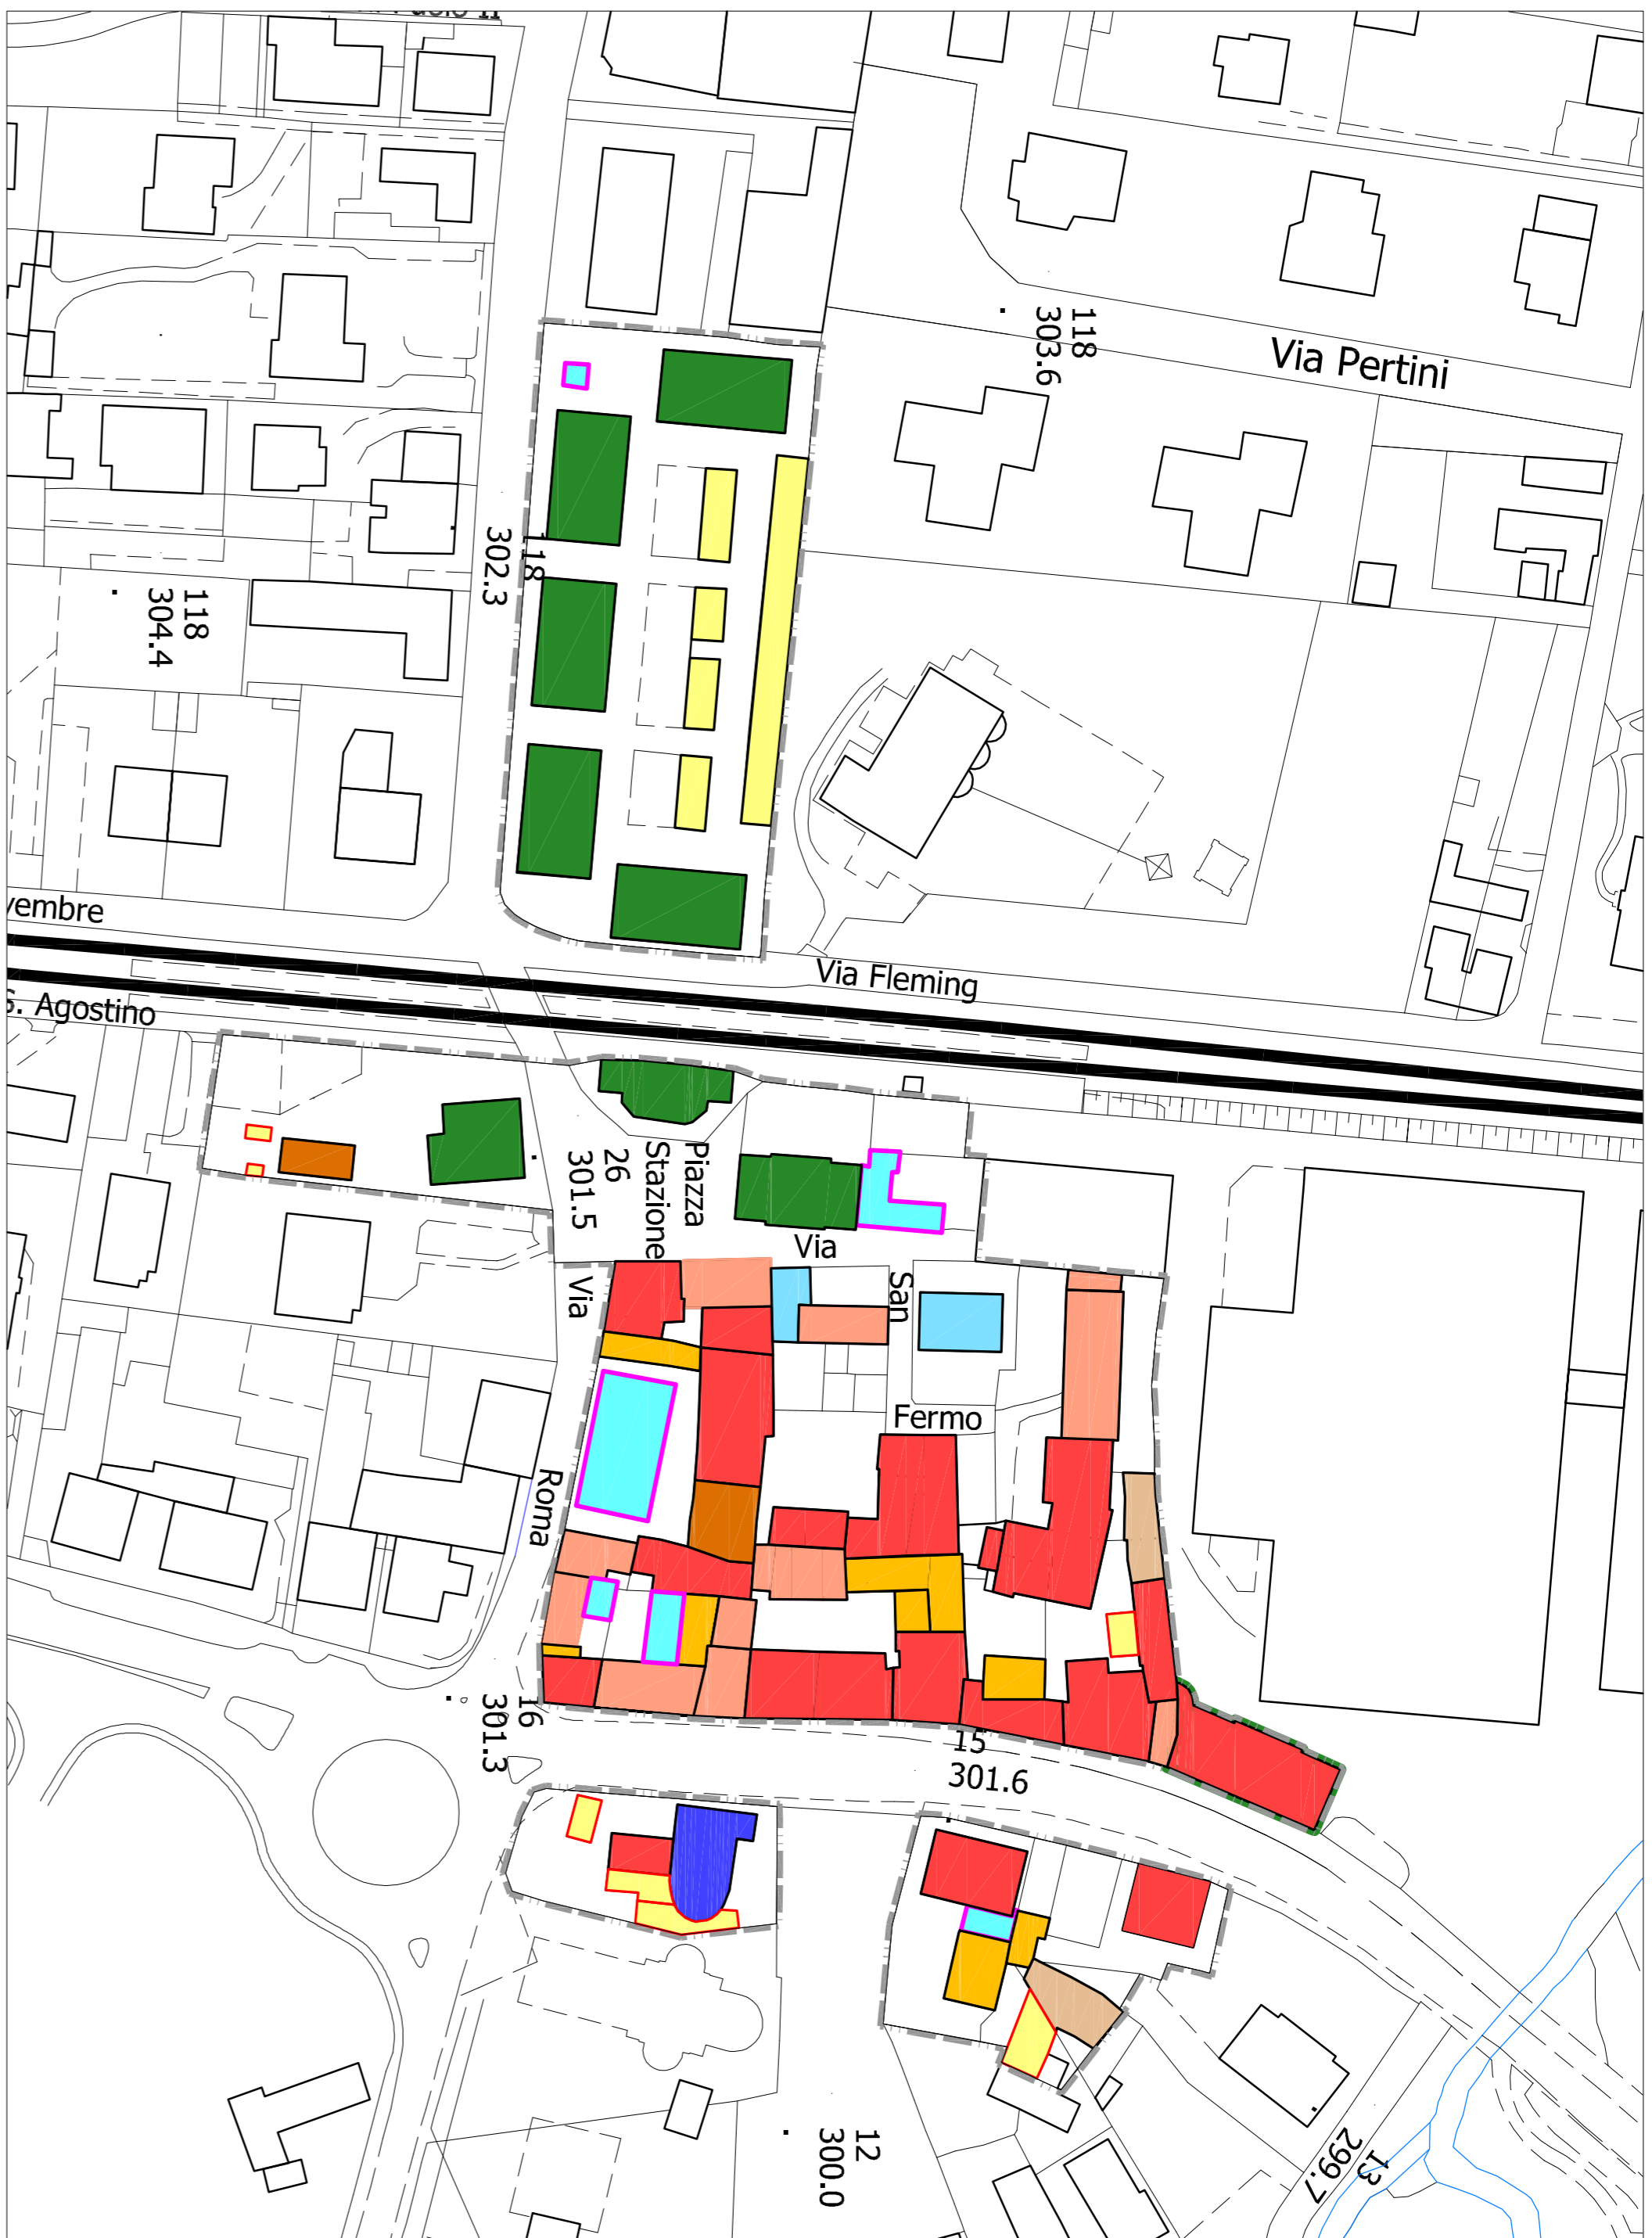 118
303.6
Via Pertini
118
302.3
118
304.4
vembre
Via Fleming
S. Agostino
Piazza
Stazione
26
301.5
Via
San
Fermo
Via
Roma
16
301.3
15
301.6
12
300.0
13
299.7